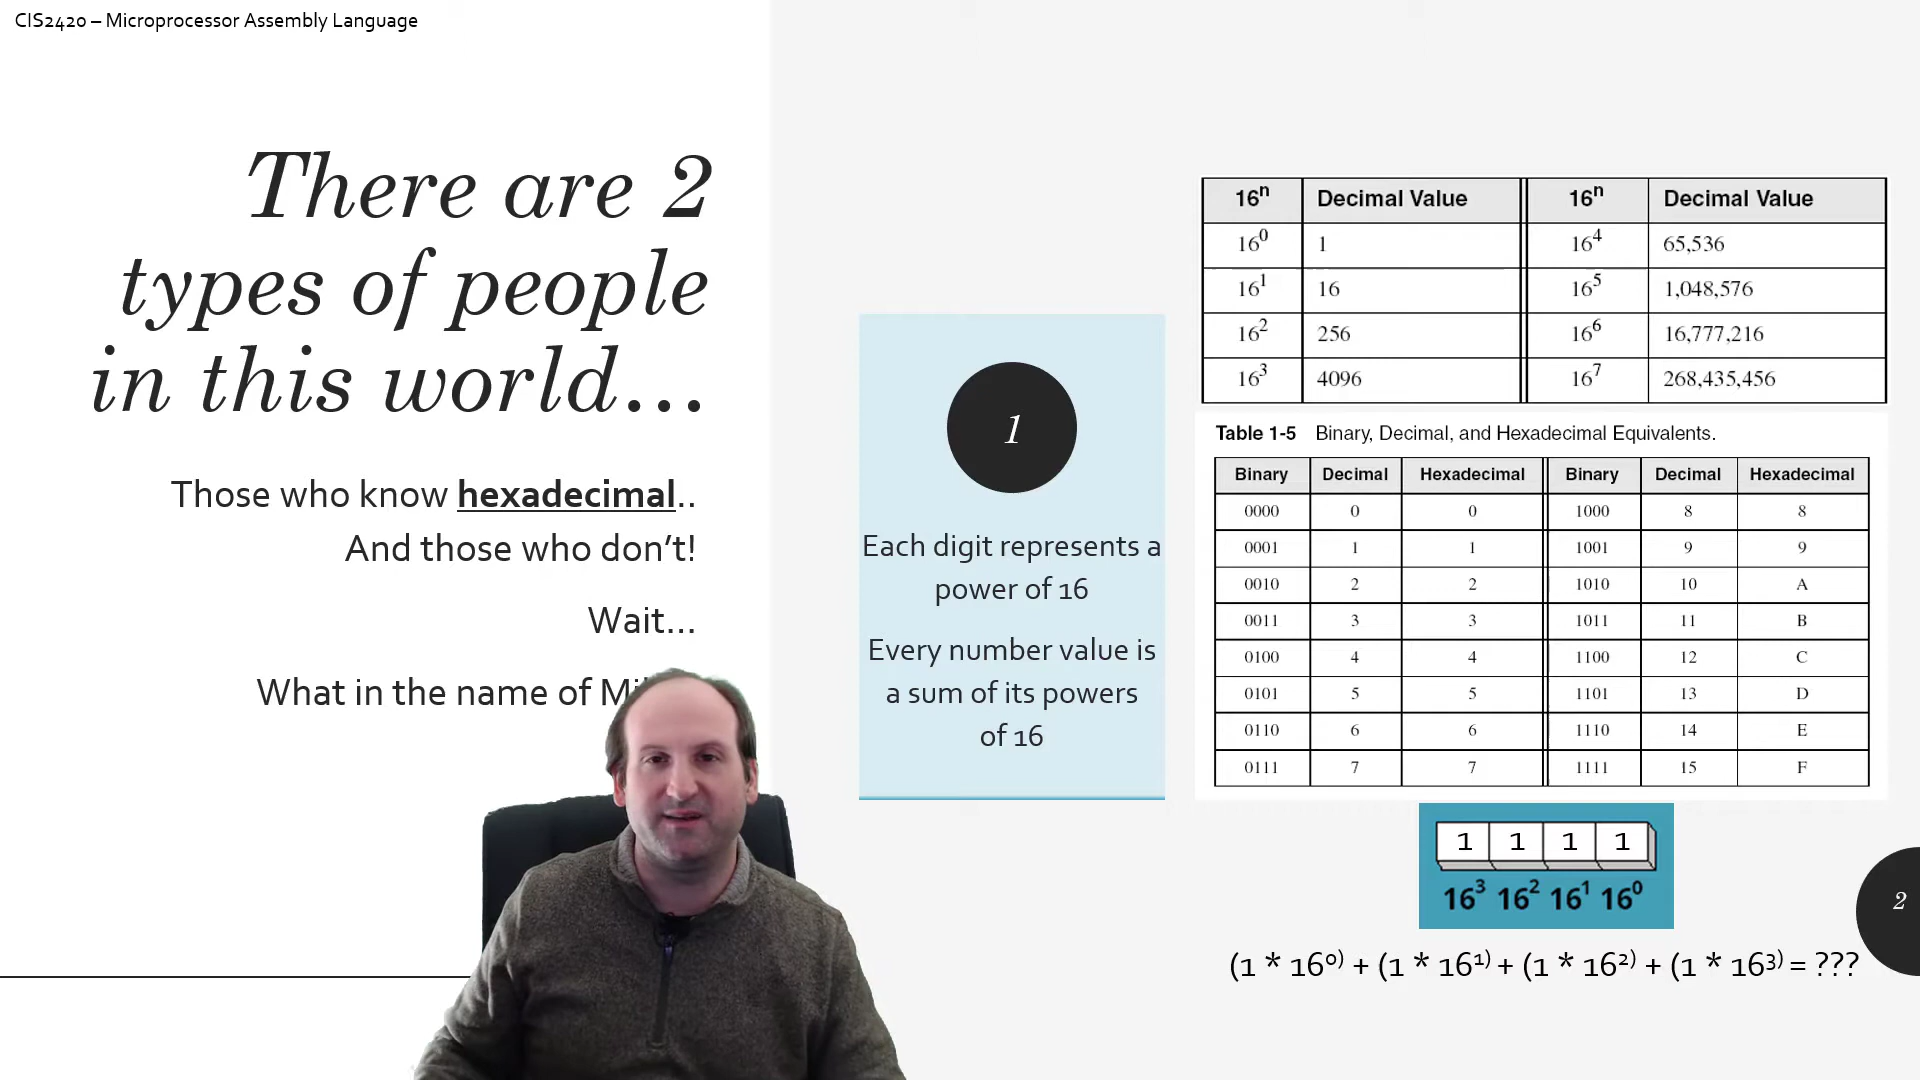 CIS2420 – Microprocessor Assembly Language
There are 2
types of people
in this world…
Those who know hexadecimal..
And those who don’t!
Wait…
What in the name of
1
Each digit represents a
power of 16
Every number value is
a sum of its powers
of 16
16ⁿ Decimal Value 16ⁿ Decimal Value
16⁰ 1 16⁴ 65,536
16¹ 16 16⁵ 1,048,576
16² 256 16⁶ 16,777,216
16³ 4096 16⁷ 268,435,456
Table 1-5 Binary, Decimal, and Hexadecimal Equivalents.
Binary Decimal Hexadecimal Binary Decimal Hexadecimal
0000 0 0 1000 8 8
0001 1 1 1001 9 9
0010 2 2 1010 10 A
0011 3 3 1011 11 B
0100 4 4 1100 12 C
0101 5 5 1101 13 D
0110 6 6 1110 14 E
0111 7 7 1111 15 F
1 1 1 1
16³ 16² 16¹ 16⁰
2
(1 * 16⁰⁾ + (1 * 16¹⁾ + (1 * 16²⁾ + (1 * 16³⁾ = ???